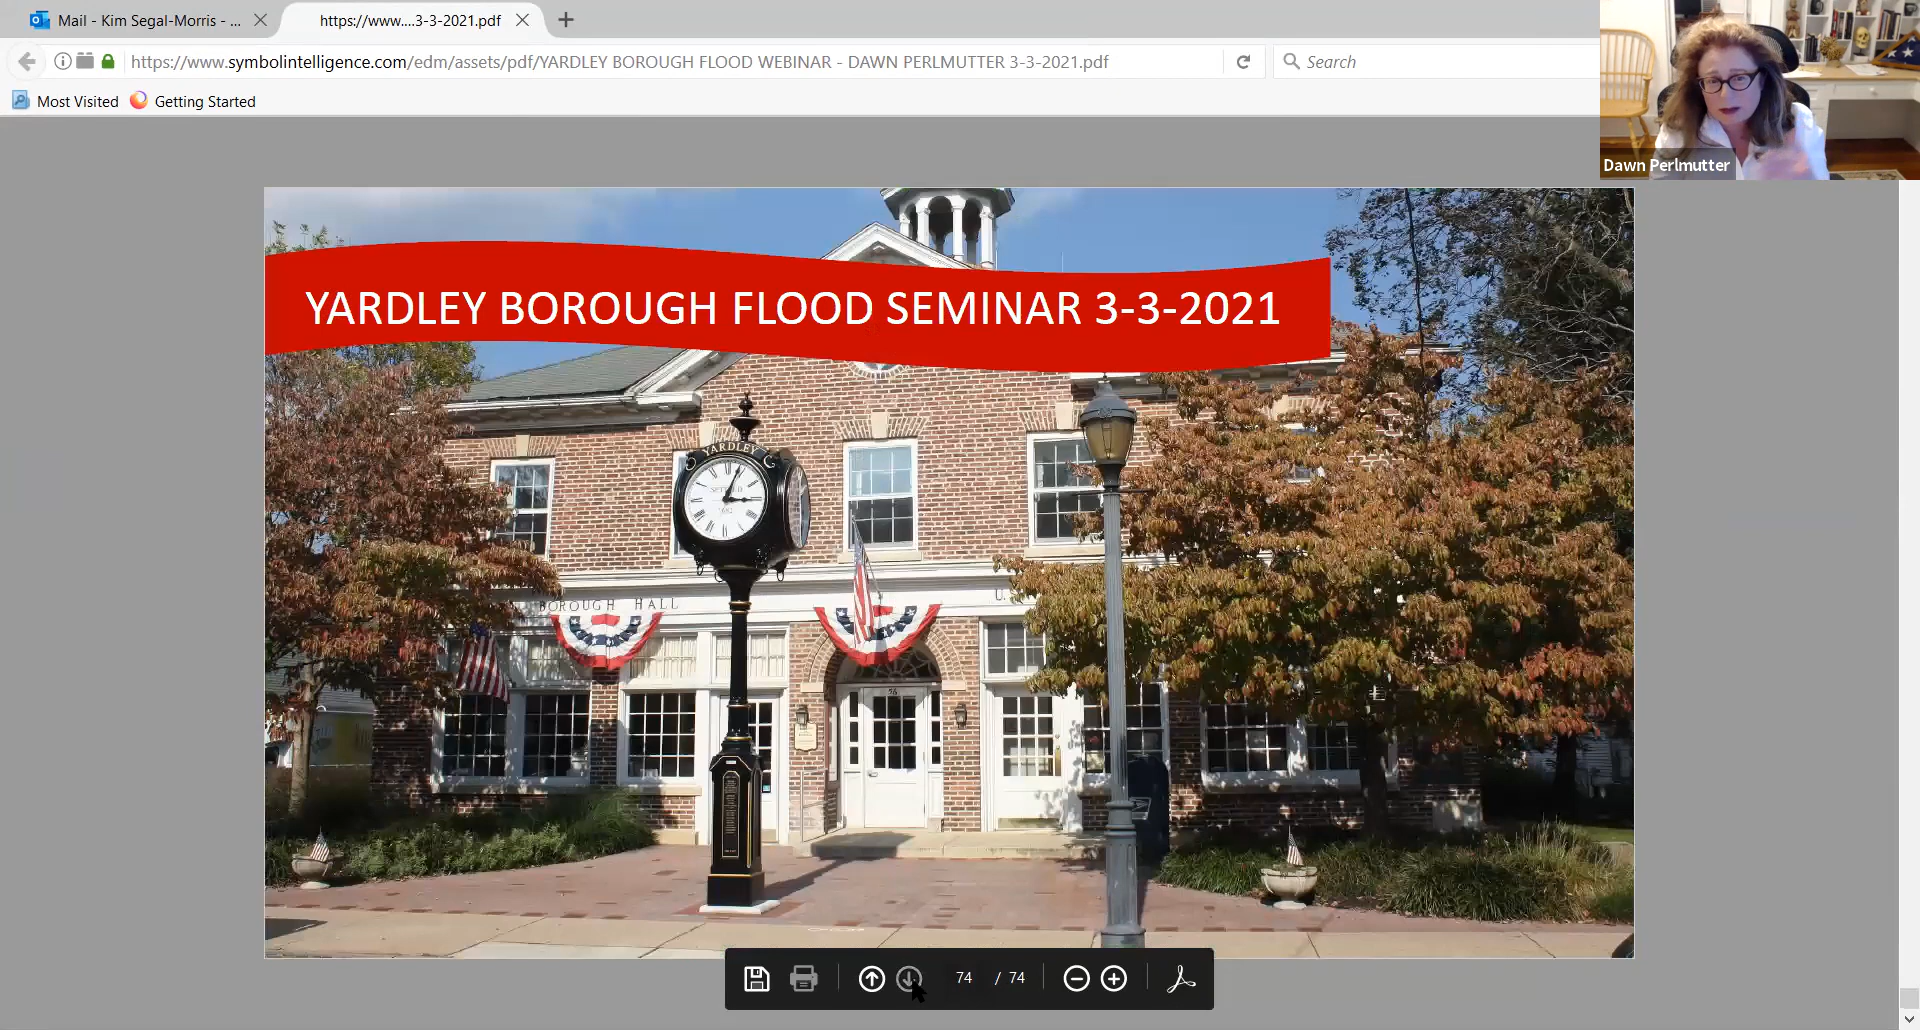 Mail - Kim Segal-Morris - ...
https://www....3-3-2021.pdf
https://www.symbolintelligence.com/edm/assets/pdf/YARDLEY BOROUGH FLOOD WEBINAR - DAWN PERLMUTTER 3-3-2021.pdf
Search
Most Visited
Getting Started
Dawn Perlmutter
YARDLEY BOROUGH FLOOD SEMINAR 3-3-2021
YARDLEY
BOROUGH HALL
U.
56
74 / 74